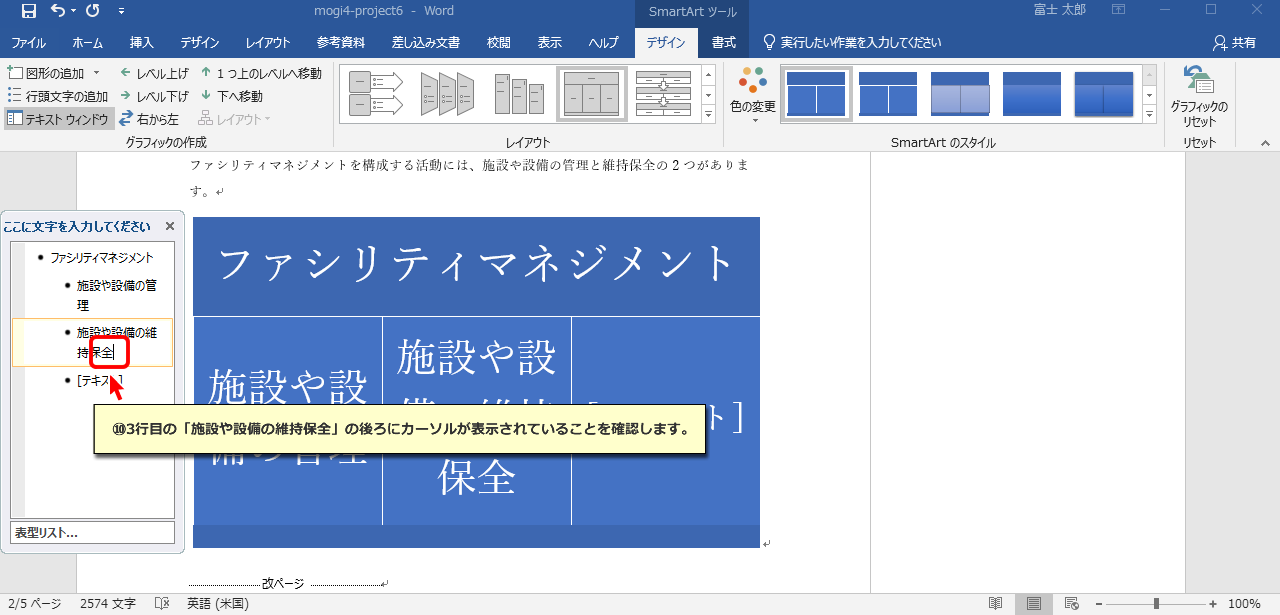 mogi4-project6 - Word
SmartArt ツール
富士 太郎
ファイル ホーム 挿入 デザイン レイアウト 参考資料 差し込み文書 校閲 表示 ヘルプ デザイン 書式 実行したい作業を入力してください 共有
図形の追加 レベル上げ 1 つ上のレベルへ移動
行頭文字の追加 レベル下げ 下へ移動
テキスト ウィンドウ 右から左 レイアウト
色の変更
グラフィックの
リセット
グラフィックの作成 レイアウト SmartArt のスタイル リセット
ファシリティマネジメントを構成する活動には、施設や設備の管理と維持保全の 2 つがありま
す。
ここに文字を入力してください
ファシリティマネジメント
施設や設備の管
理
施設や設備の維
持保全
[テキスト]
表型リスト...
ファシリティマネジメント
施設や設
備の管理
施設や設
保全
ト]
⑩3行目の「施設や設備の維持保全」の後ろにカーソルが表示されていることを確認します。
改ページ
2/5 ページ 2574 文字 英語 (米国) 100%